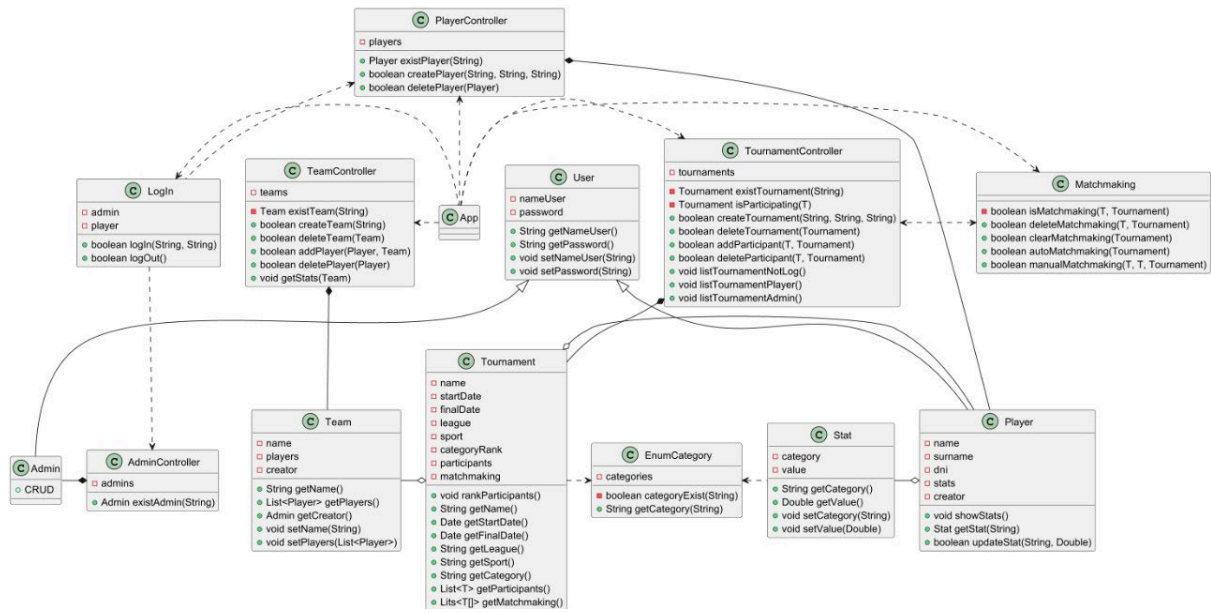 C PlayerController
players
Player existPlayer(String)
boolean createPlayer(String, String, String)
boolean deletePlayer(Player)
C LogIn
admin
player
boolean logIn(String, String)
boolean logOut()
C TeamController
teams
Team existTeam(String)
boolean createTeam(String)
boolean deleteTeam(Team)
boolean addPlayer(Player, Team)
boolean deletePlayer(Player)
void getStats(Team)
C App
C User
nameUser
password
String getNameUser()
String getPassword()
void setNameUser(String)
void setPassword(String)
C TournamentController
tournaments
Tournament existTournament(String)
Tournament isParticipating(T)
boolean createTournament(String, String, String)
boolean deleteTournament(Tournament)
boolean addParticipant(T, Tournament)
boolean deleteParticipant(T, Tournament)
void listTournamentNotLog()
void listTournamentPlayer()
void listTournamentAdmin()
C Matchmaking
boolean isMatchmaking(T, Tournament)
boolean deleteMatchmaking(T, Tournament)
boolean clearMatchmaking(Tournament)
boolean autoMatchmaking(Tournament)
boolean manualMatchmaking(T, T, Tournament)
C Admin
CRUD
C AdminController
admins
Admin existAdmin(String)
C Team
name
players
creator
String getName()
List<Player> getPlayers()
Admin getCreator()
void setName(String)
void setPlayers(List<Player>)
C Tournament
name
startDate
finalDate
league
sport
categoryRank
participants
matchmaking
void rankParticipants()
String getName()
Date getStartDate()
Date getFinalDate()
String getLeague()
String getSport()
String getCategory()
List<T> getParticipants()
Lits<T[]> getMatchmaking()
C EnumCategory
categories
boolean categoryExist(String)
String getCategory(String)
C Stat
category
value
String getCategory()
Double getValue()
void setCategory(String)
void setValue(Double)
C Player
name
surname
dni
stats
creator
void showStats()
Stat getStat(String)
boolean updateStat(String, Double)